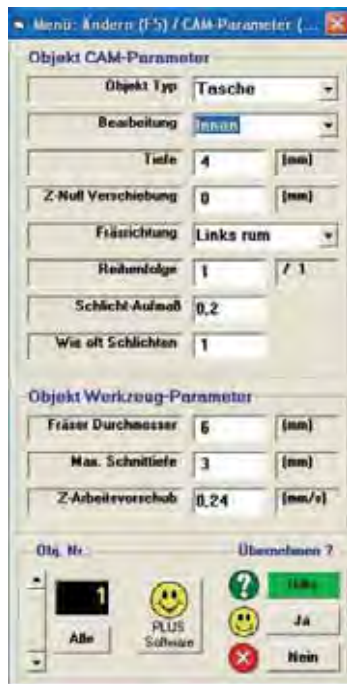 Menü: Ändern (F5) / CAM-Parameter (...
Objekt CAM-Parameter
Objekt Typ Tasche
Bearbeitung Innen
Tiefe 4 (mm)
Z-Null Verschiebung 0 (mm)
Fräsrichtung Links rum
Reihenfolge 1 / 1
Schlicht-Aufmaß 0,2
Wie oft Schlichten 1
Objekt Werkzeug-Parameter
Fräser Durchmesser 6 (mm)
Max. Schnittiefe 3 (mm)
Z-Arbeitsvorschub 0,24 (mm/s)
Obj. Nr.: Übernehmen ?
1 ? Hilfe
Alle PLUS Software Ja
Nein